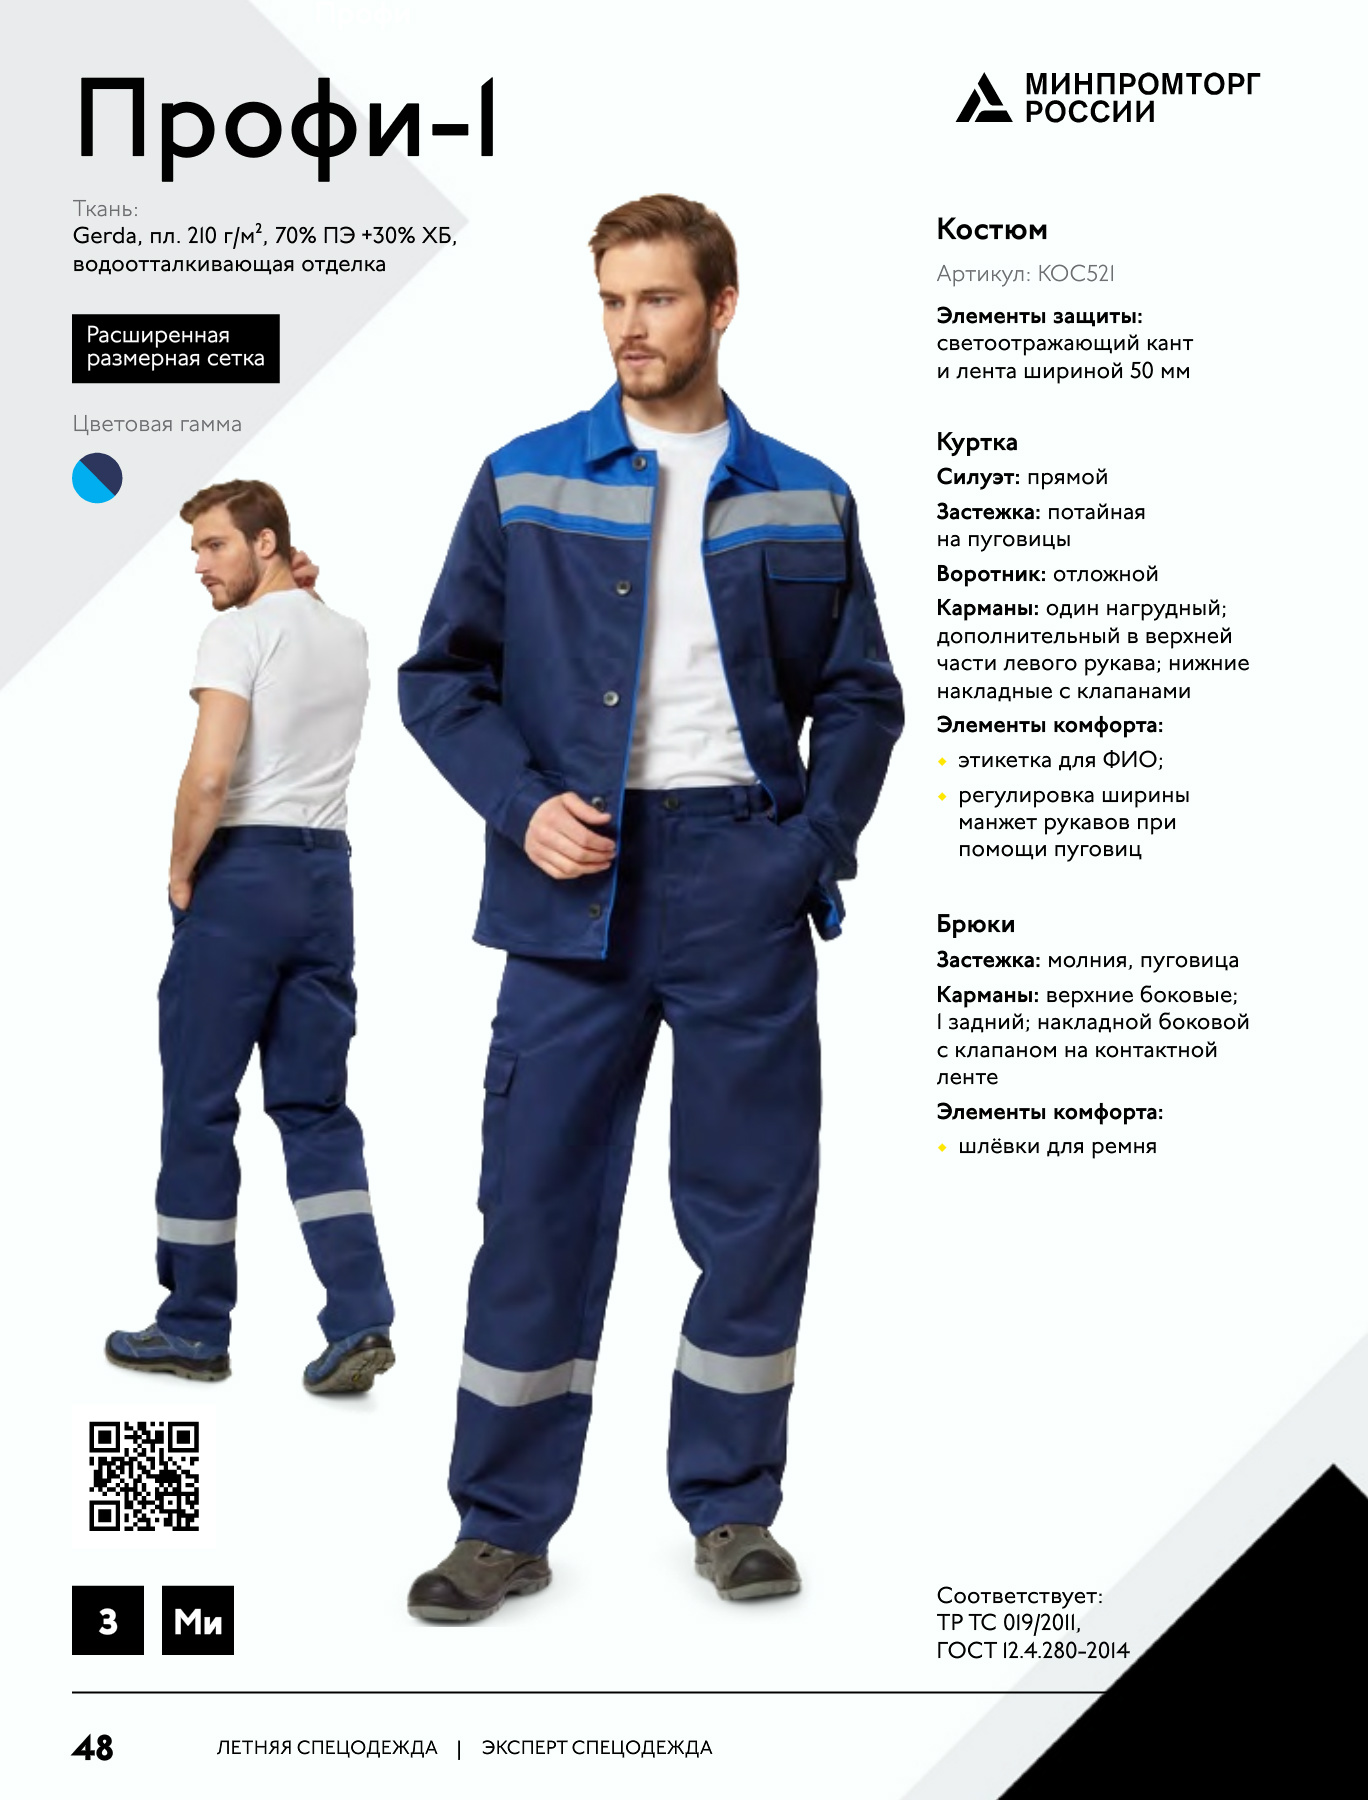 Профи-1
МИНПРОМТОРГ
РОССИИ
Ткань:
Gerda, пл. 210 г/м², 70% ПЭ +30% ХБ,
водоотталкивающая отделка
Расширенная
размерная сетка
Цветовая гамма
Костюм
Артикул: КОС521
Элементы защиты:
светоотражающий кант
и лента шириной 50 мм
Куртка
Силуэт: прямой
Застежка: потайная
на пуговицы
Воротник: отложной
Карманы: один нагрудный;
дополнительный в верхней
части левого рукава; нижние
накладные с клапанами
Элементы комфорта:
этикетка для ФИО;
регулировка ширины
манжет рукавов при
помощи пуговиц
Брюки
Застежка: молния, пуговица
Карманы: верхние боковые;
1 задний; накладной боковой
с клапаном на контактной
ленте
Элементы комфорта:
шлёвки для ремня
З
Ми
Соответствует:
ТР ТС 019/2011,
ГОСТ 12.4.280-2014
48
ЛЕТНЯЯ СПЕЦОДЕЖДА | ЭКСПЕРТ СПЕЦОДЕЖДА